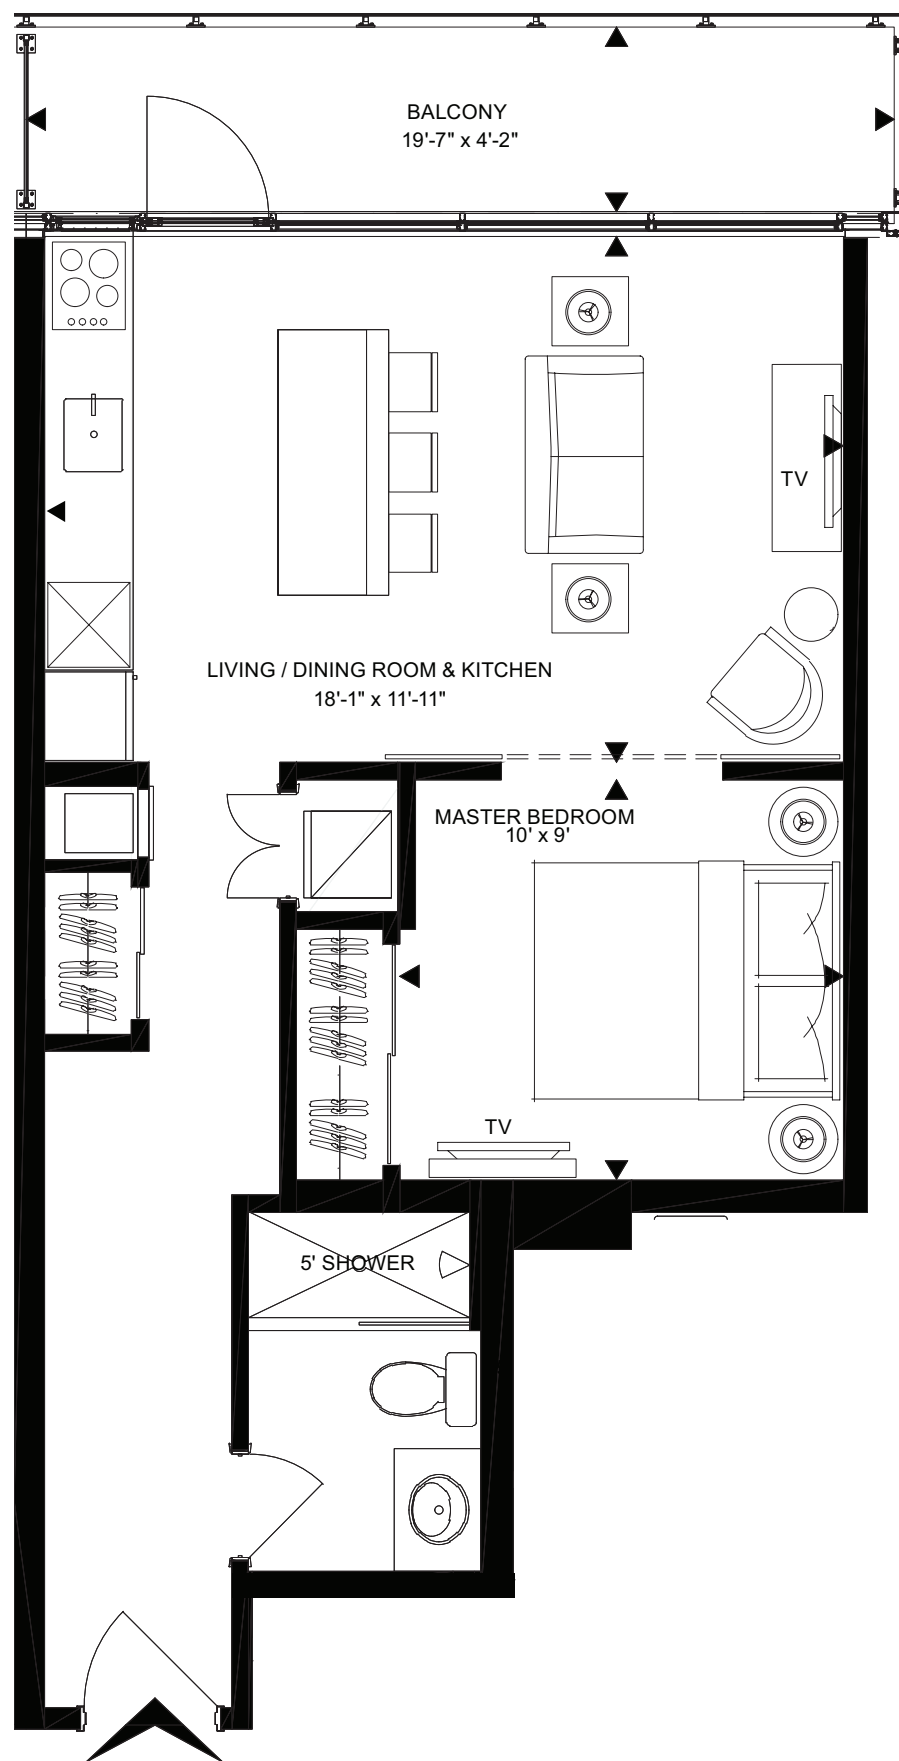 BALCONY
19'-7" x 4'-2"
TV
LIVING / DINING ROOM & KITCHEN
18'-1" x 11'-11"
MASTER BEDROOM
10' x 9'
TV
5' SHOWER